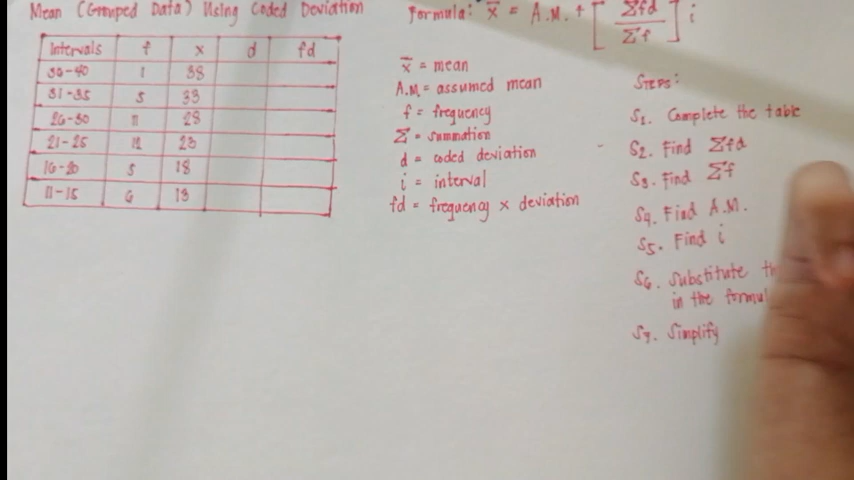 Mean (Grouped Data) Using Coded Deviation
Formula: x̄ = A.M. + [ Σfd / Σf ] i
Intervals f x d fd
36-40 1 38
31-35 5 33
26-30 11 28
21-25 12 23
16-20 5 18
11-15 6 13
x̄ = mean
A.M = assumed mean
f = frequency
Σ = summation
d = coded deviation
i = interval
fd = frequency x deviation
STEPS:
S1. Complete the table
S2. Find Σfd
S3. Find Σf
S4. Find A.M.
S5. Find i
S6. Substitute
in the
S7. Simplify